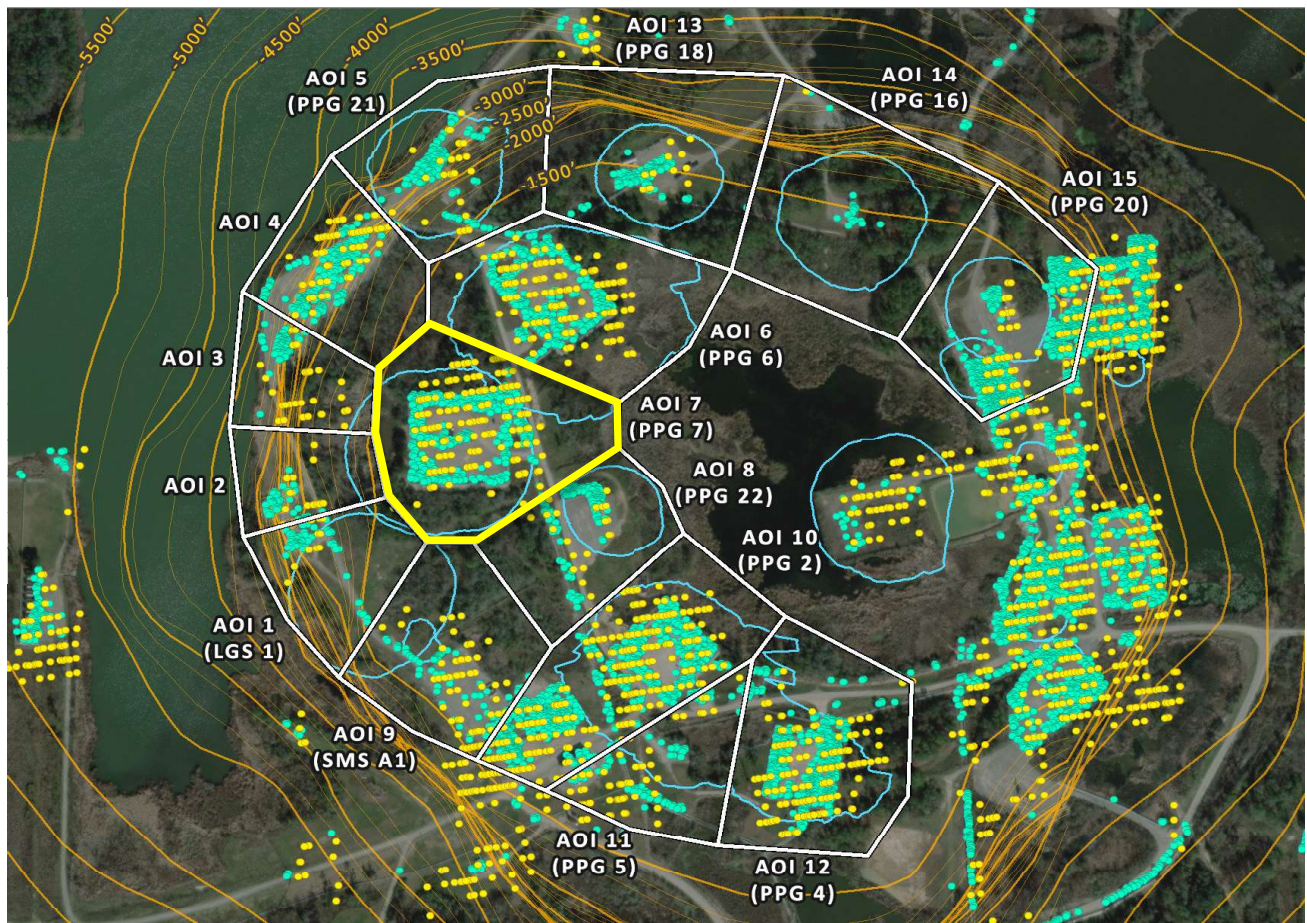 -5500'
-5000'
-4500'
-4000'
-3500'
-3000'
-2500'
-2000'
-1500'
AOI 13
(PPG 18)
AOI 5
(PPG 21)
AOI 14
(PPG 16)
AOI 15
(PPG 20)
AOI 4
AOI 3
AOI 6
(PPG 6)
AOI 7
(PPG 7)
AOI 2
AOI 8
(PPG 22)
AOI 10
(PPG 2)
AOI 1
(LGS 1)
AOI 9
(SMS A1)
AOI 11
(PPG 5)
AOI 12
(PPG 4)